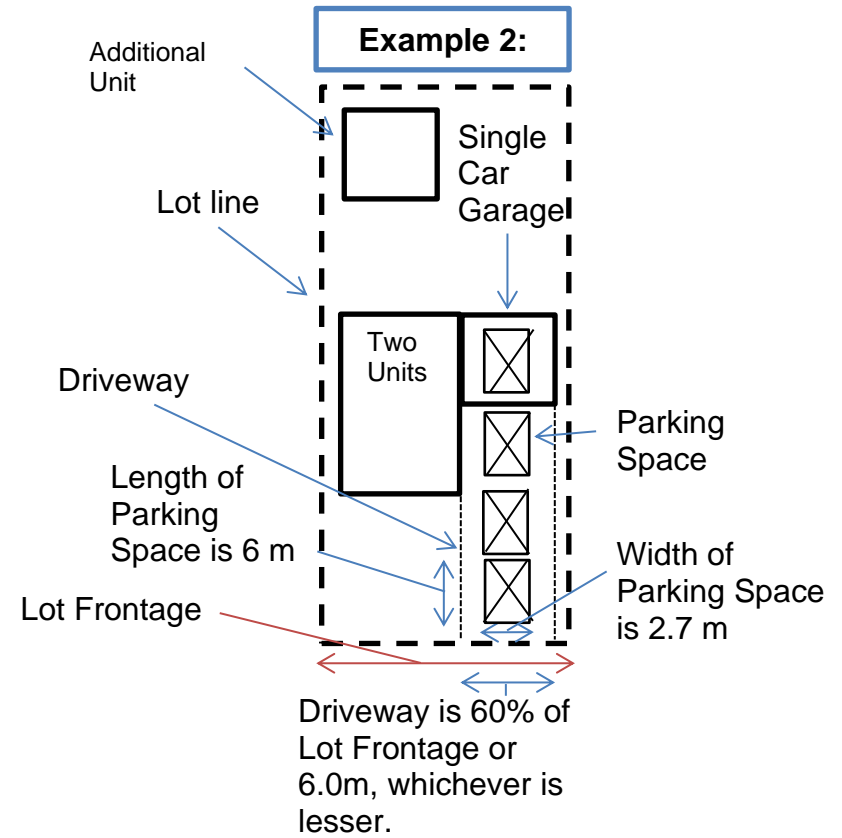 Example 2:
Additional
Unit
Single
Car
Garage
Lot line
Two
Units
Driveway
Parking
Space
Length of
Parking
Space is 6 m
Width of
Parking Space
is 2.7 m
Lot Frontage
Driveway is 60% of
Lot Frontage or
6.0m, whichever is
lesser.